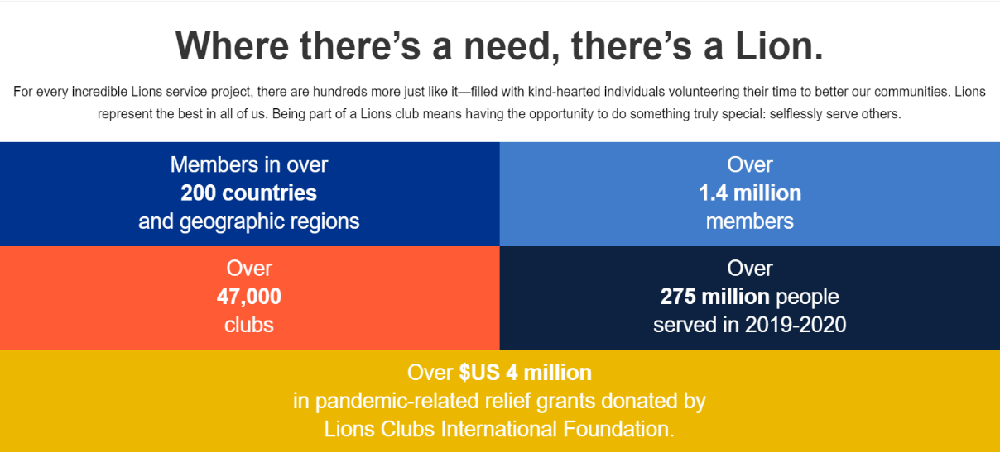 Where there’s a need, there’s a Lion.
For every incredible Lions service project, there are hundreds more just like it—filled with kind-hearted individuals volunteering their time to better our communities. Lions
represent the best in all of us. Being part of a Lions club means having the opportunity to do something truly special: selflessly serve others.
Members in over
200 countries
and geographic regions
Over
1.4 million
members
Over
47,000
clubs
Over
275 million people
served in 2019-2020
Over $US 4 million
in pandemic-related relief grants donated by
Lions Clubs International Foundation.